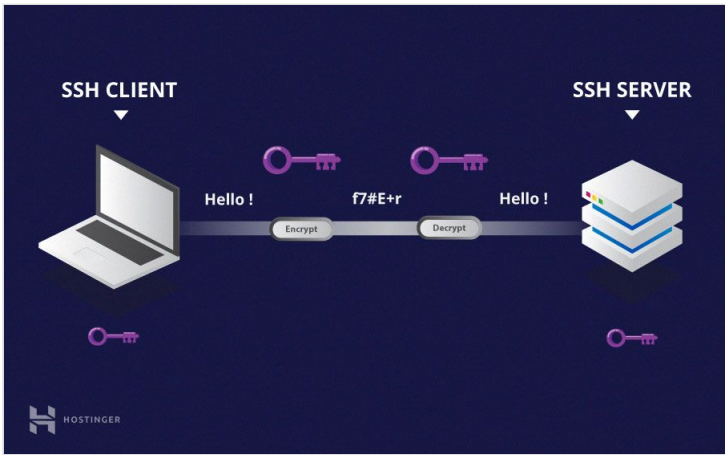 SSH CLIENT
SSH SERVER
Hello !
f7#E+r
Hello !
Encrypt
Decrypt
HOSTINGER